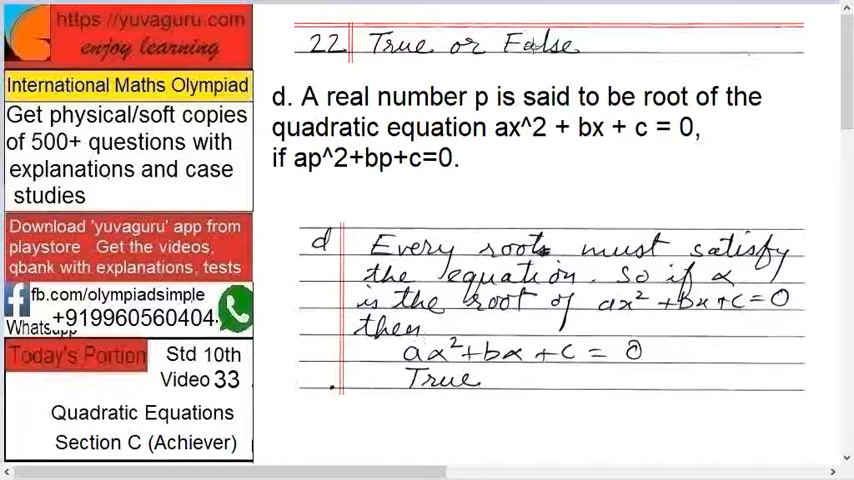 https://yuvaguru.com
enjoy learning
International Maths Olympiad
Get physical/soft copies
of 500+ questions with
explanations and case
studies
Download 'yuvaguru' app from
playstore Get the videos,
qbank with explanations, tests
fb.com/olympiadsimple
Whatsapp +919960560404
Today's Portion Std 10th
Video 33
Quadratic Equations
Section C (Achiever)
22 True or False
d. A real number p is said to be root of the
quadratic equation ax^2 + bx + c = 0,
if ap^2+bp+c=0.
d Every root must satisfy
the equation. So if α
is the root of ax²+bx+c=0
then
aα²+bα+c = 0
True